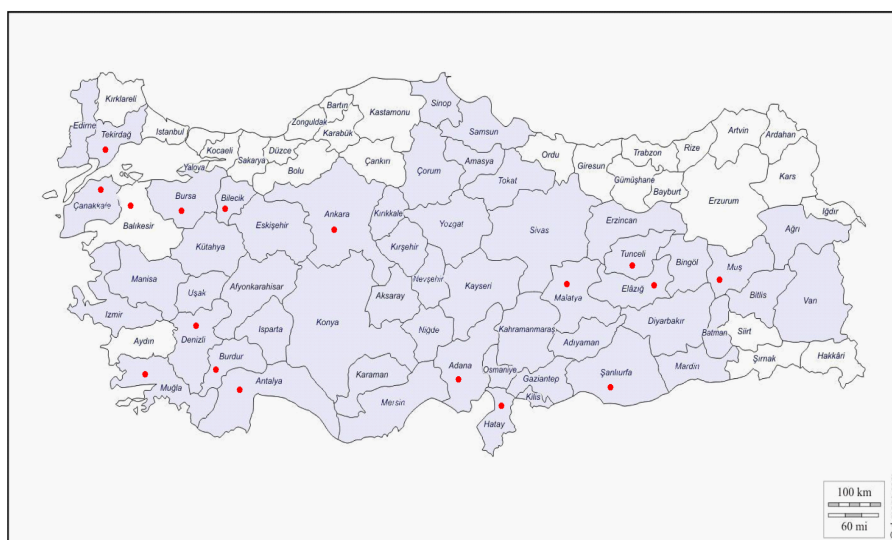 Kırklareli
Edirne
Tekirdağ
Istanbul
Kocaeli
Yaloya
Sakarya
Düzce
Zonguldak
Bartın
Karabük
Kastamonu
Sinop
Bolu
Çankırı
Samsun
Ordu
Giresun
Trabzon
Rize
Artvin
Ardahan
Kars
Gümüşhane
Bayburt
Erzurum
Iğdır
Amasya
Çorum
Tokat
Çanakkale
Balıkesir
Bursa
Bilecik
Eskişehir
Ankara
Kırıkkale
Yozgat
Sivas
Erzincan
Ağrı
Kütahya
Kırşehir
Tunceli
Bingöl
Muş
Manisa
Uşak
Afyonkarahisar
Nevşehir
Kayseri
Malatya
Elâzığ
Bitlis
Van
Izmir
Aksaray
Konya
Isparta
Denizli
Aydın
Niğde
Kahramanmaraş
Adıyaman
Diyarbakır
Batman
Siirt
Şırnak
Hakkâri
Mardin
Şanlıurfa
Burdur
Muğla
Antalya
Karaman
Mersin
Adana
Osmaniye
Gaziantep
Kilis
Hatay
100 km
60 mi